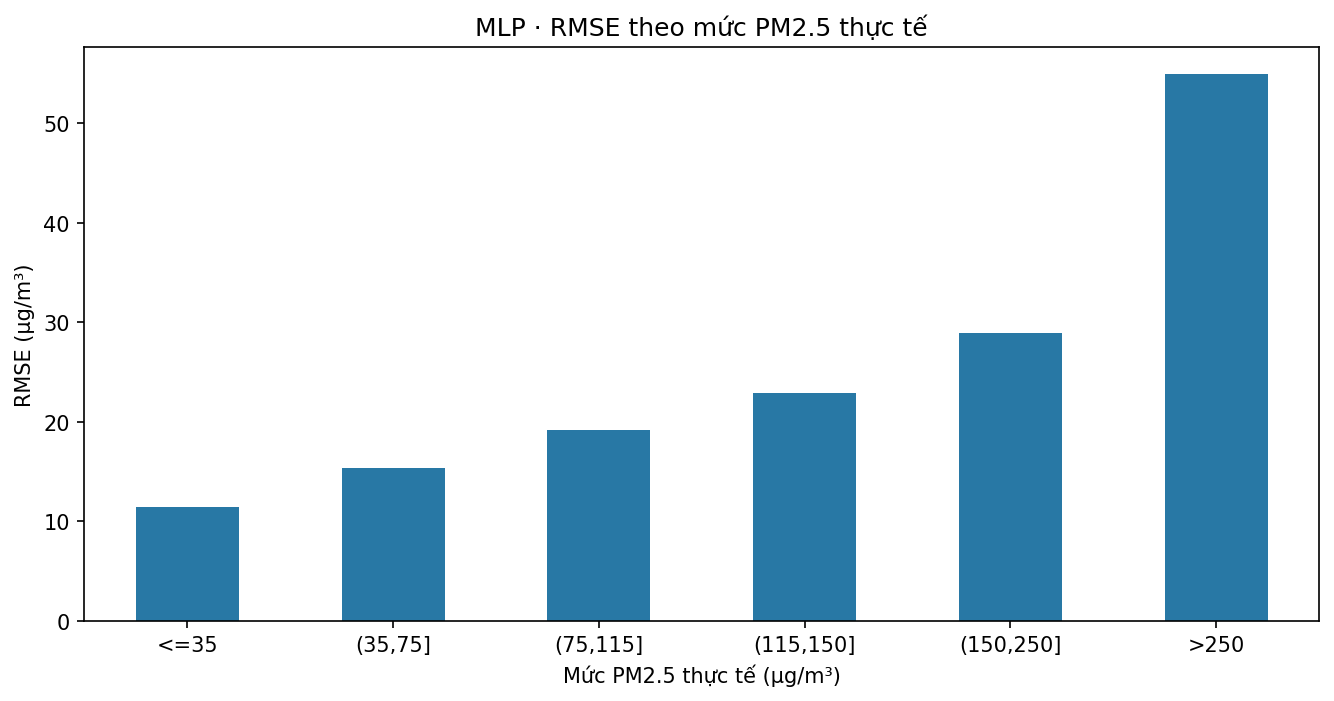 MLP · RMSE theo mức PM2.5 thực tế
RMSE (µg/m³)
50
40
30
20
10
0
<=35 (35,75] (75,115] (115,150] (150,250] >250
Mức PM2.5 thực tế (µg/m³)